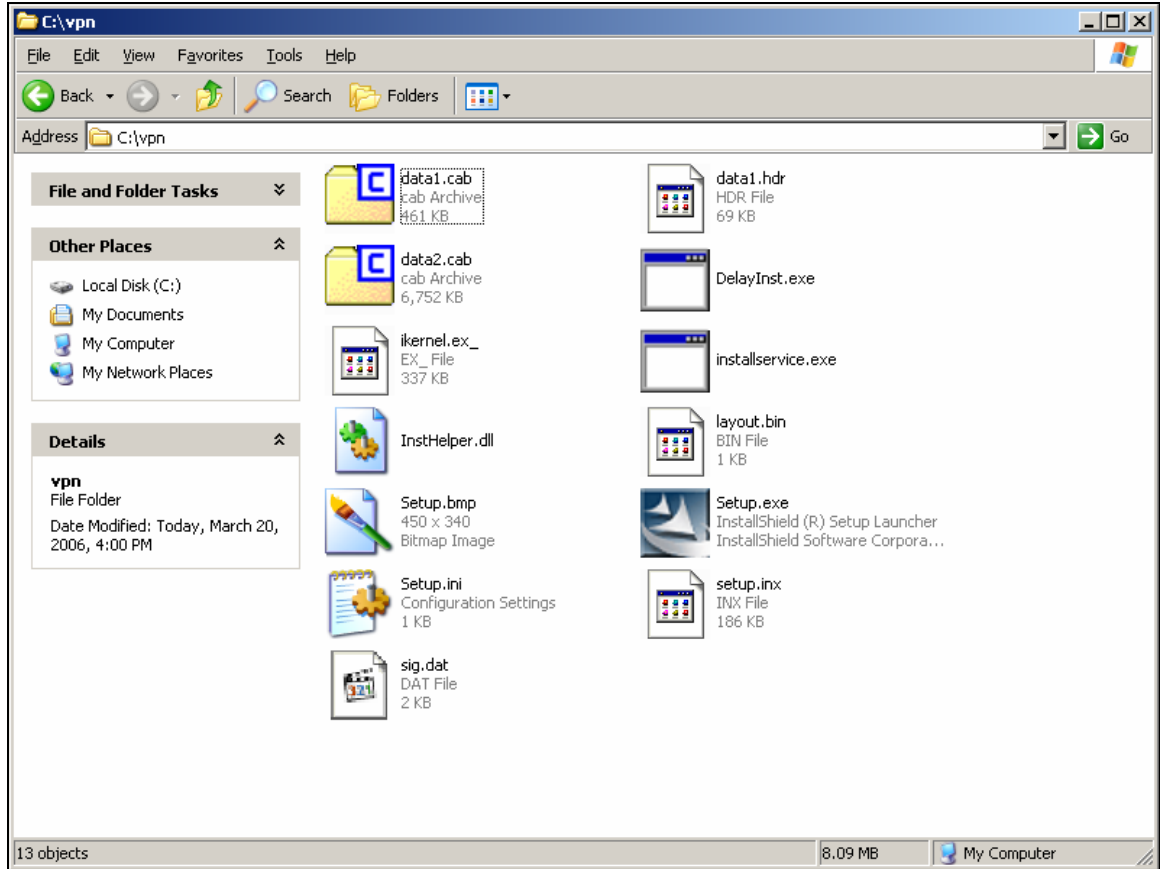 C:\vpn
File Edit View Favorites Tools Help
Back Search Folders
Address C:\vpn Go
File and Folder Tasks
Other Places
Local Disk (C:)
My Documents
My Computer
My Network Places
Details
vpn
File Folder
Date Modified: Today, March 20,
2006, 4:00 PM
data1.cab
cab Archive
461 KB
data1.hdr
HDR File
69 KB
data2.cab
cab Archive
6,752 KB
DelayInst.exe
ikernel.ex_
EX_ File
337 KB
installservice.exe
InstHelper.dll
layout.bin
BIN File
1 KB
Setup.bmp
450 x 340
Bitmap Image
Setup.exe
InstallShield (R) Setup Launcher
InstallShield Software Corpora...
Setup.ini
Configuration Settings
1 KB
setup.inx
INX File
186 KB
sig.dat
DAT File
2 KB
13 objects 8.09 MB My Computer